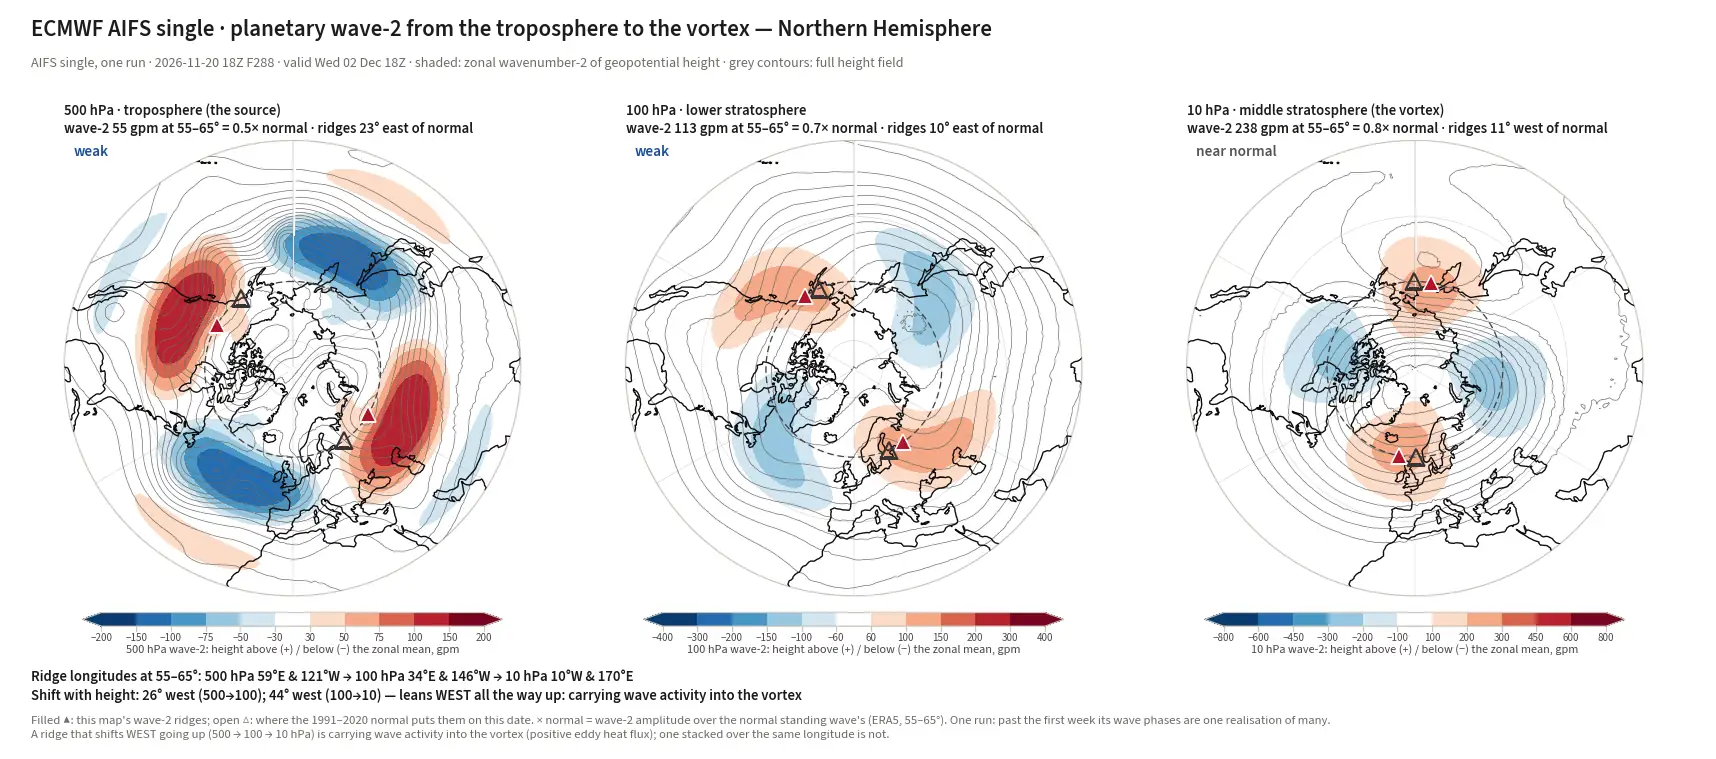 ECMWF AIFS single · planetary wave-2 from the troposphere to the vortex — Northern Hemisphere
AIFS single, one run · 2026-11-20 18Z F288 · valid Wed 02 Dec 18Z · shaded: zonal wavenumber-2 of geopotential height · grey contours: full height field
500 hPa · troposphere (the source)
wave-2 55 gpm at 55–65° = 0.5× normal · ridges 23° east of normal
weak
100 hPa · lower stratosphere
wave-2 113 gpm at 55–65° = 0.7× normal · ridges 10° east of normal
weak
10 hPa · middle stratosphere (the vortex)
wave-2 238 gpm at 55–65° = 0.8× normal · ridges 11° west of normal
near normal
−200 −150 −100 −75 −50 −30 30 50 75 100 150 200
500 hPa wave-2: height above (+) / below (−) the zonal mean, gpm
−400 −300 −200 −150 −100 −60 60 100 150 200 300 400
100 hPa wave-2: height above (+) / below (−) the zonal mean, gpm
−800 −600 −450 −300 −200 −100 100 200 300 450 600 800
10 hPa wave-2: height above (+) / below (−) the zonal mean, gpm
Ridge longitudes at 55–65°: 500 hPa 59°E & 121°W → 100 hPa 34°E & 146°W → 10 hPa 10°W & 170°E
Shift with height: 26° west (500→100); 44° west (100→10) — leans WEST all the way up: carrying wave activity into the vortex
Filled ▲: this map's wave-2 ridges; open △: where the 1991–2020 normal puts them on this date. × normal = wave-2 amplitude over the normal standing wave's (ERA5, 55–65°). One run: past the first week its wave phases are one realisation of many.
A ridge that shifts WEST going up (500 → 100 → 10 hPa) is carrying wave activity into the vortex (positive eddy heat flux); one stacked over the same longitude is not.